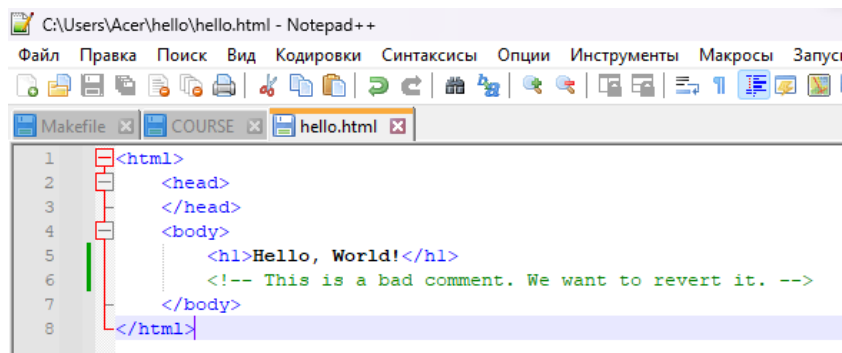 C:\Users\Acer\hello\hello.html - Notepad++
Файл Правка Поиск Вид Кодировки Синтаксисы Опции Инструменты Макросы
Makefile COURSE hello.html
1 <html>
2 <head>
3 </head>
4 <body>
5 <h1>Hello, World!</h1>
6 <!-- This is a bad comment. We want to revert it. -->
7 </body>
8 </html>